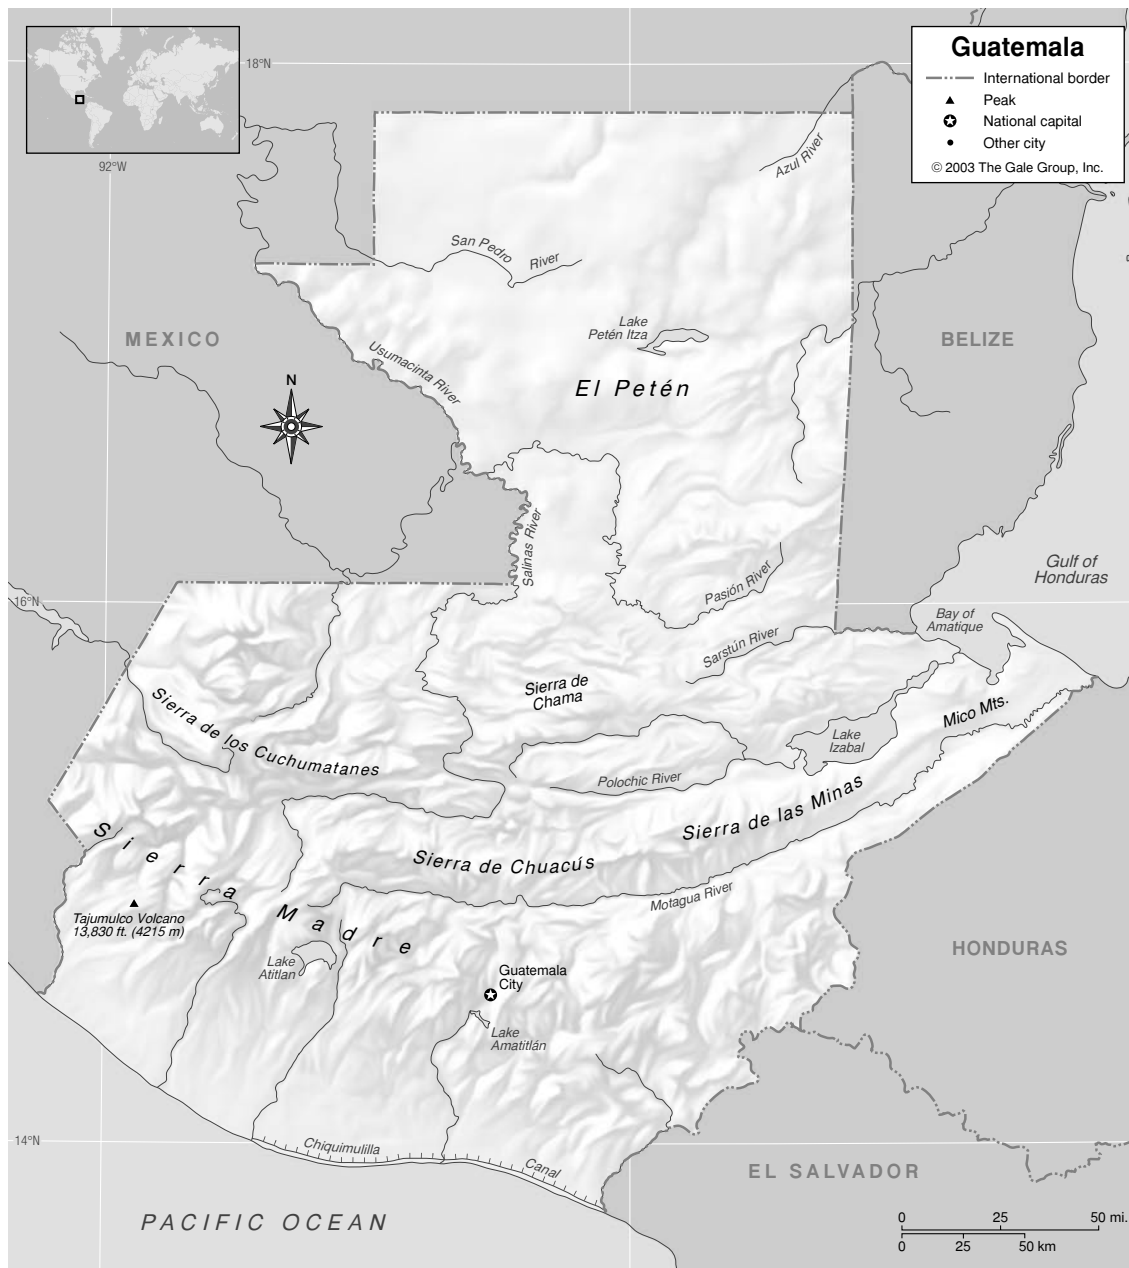 Guatemala
International border
Peak
National capital
Other city
© 2003 The Gale Group, Inc.
18°N
92°W
Azul River
San Pedro
River
Lake
Petén Itza
MEXICO
BELIZE
Usumacinta River
N
El Petén
Salinas River
Gulf of
Honduras
Pasión River
16°N
Bay of
Amatique
Sarstún River
Sierra de
Chama
Sierra de los Cuchumatanes
Mico Mts.
Lake
Izabal
Polochic River
Sierra de las Minas
Sierra Madre
Sierra de Chuacús
Motagua River
Tajumulco Volcano
13,830 ft. (4215 m)
Lake
Atitlan
HONDURAS
Guatemala
City
Lake
Amatitlán
14°N
Chiquimulilla
Canal
EL SALVADOR
PACIFIC OCEAN
0 25 50 mi.
0 25 50 km